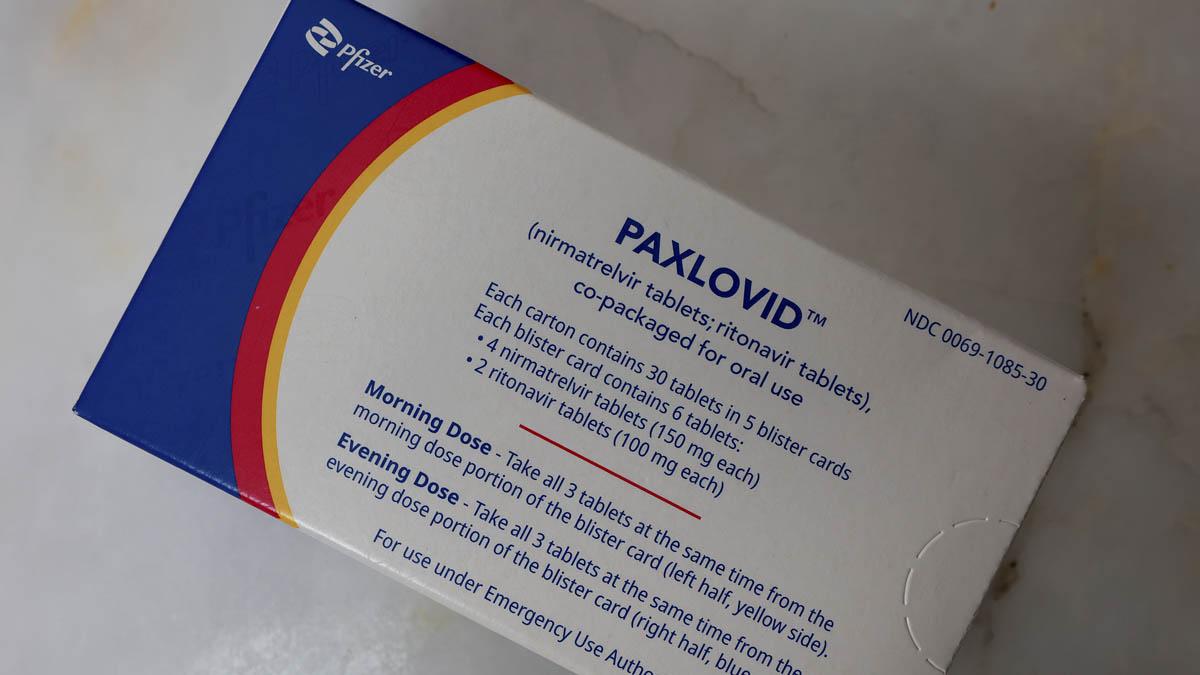 Pfizer
PAXLOVID™
(nirmatrelvir tablets; ritonavir tablets),
co-packaged for oral use
NDC 0069-1085-30
Each carton contains 30 tablets in 5 blister cards
Each blister card contains 6 tablets:
• 4 nirmatrelvir tablets (150 mg each)
• 2 ritonavir tablets (100 mg each)
Morning Dose - Take all 3 tablets at the same time from the
morning dose portion of the blister card (left half, yellow side).
Evening Dose - Take all 3 tablets at the same time from the
evening dose portion of the blister card (right half, blue
For use under Emergency Use